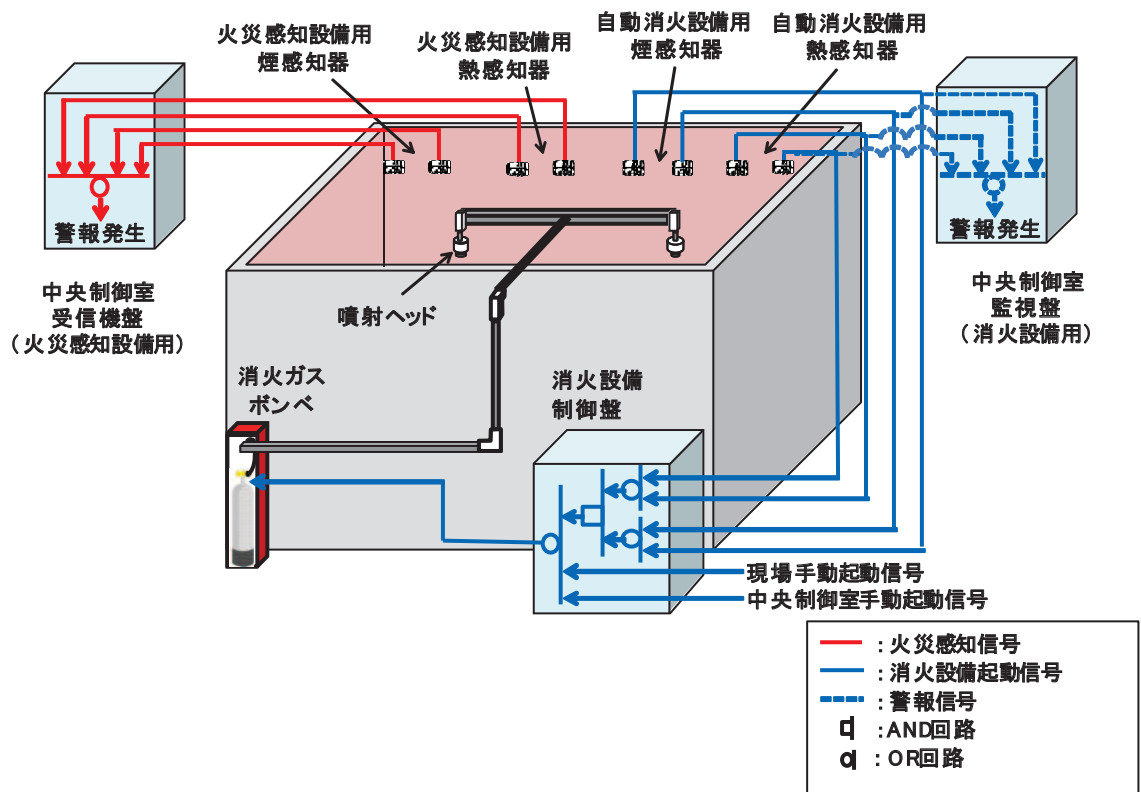 火災感知設備用
煙感知器
火災感知設備用
熱感知器
自動消火設備用
煙感知器
自動消火設備用
熱感知器
警報発生
警報発生
中央制御室
受信機盤
（火災感知設備用）
中央制御室
監視盤
（消火設備用）
噴射ヘッド
消火ガス
ボンベ
消火設備
制御盤
現場手動起動信号
中央制御室手動起動信号
：火災感知信号
：消火設備起動信号
：警報信号
：AND回路
：OR回路